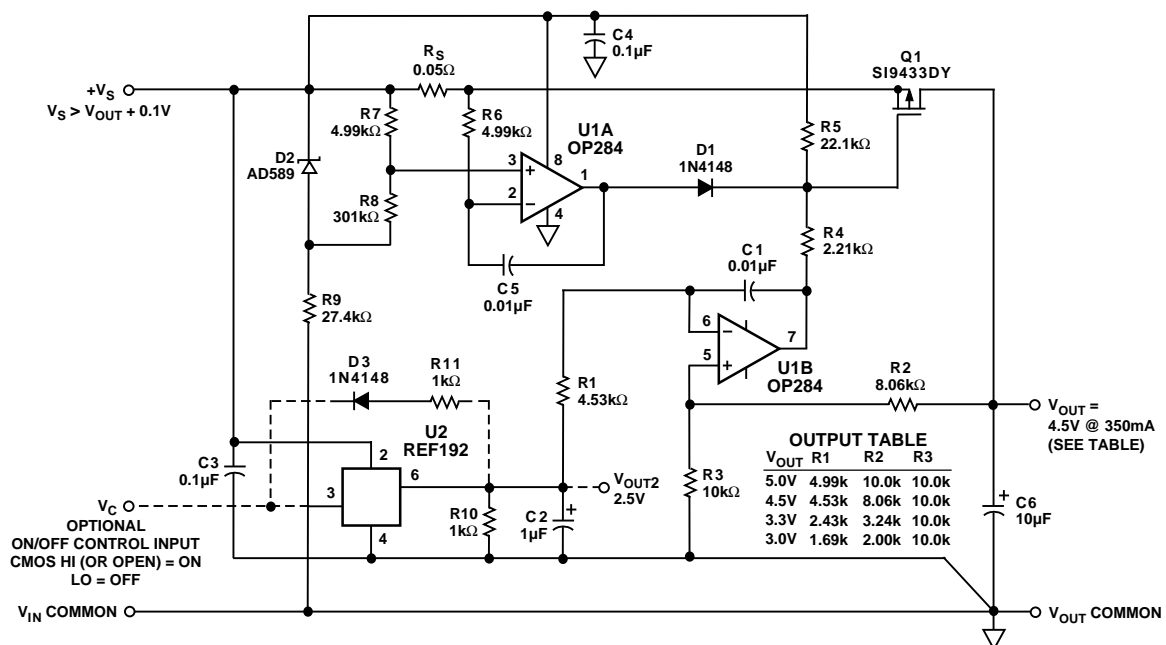 C4
0.1µF
RS
0.05Ω
Q1
SI9433DY
+VS
VS > VOUT + 0.1V
R7
4.99kΩ
R6
4.99kΩ
U1A
OP284
R5
22.1kΩ
D2
AD589
D1
1N4148
3
+
8
1
2
−
4
R8
301kΩ
R4
2.21kΩ
C1
0.01µF
C5
0.01µF
R9
27.4kΩ
6
−
7
5
+
U1B
OP284
D3
1N4148
R11
1kΩ
R1
4.53kΩ
R2
8.06kΩ
VOUT =
4.5V @ 350mA
(SEE TABLE)
U2
REF192
C3
0.1µF
2
3
6
4
VOUT2
2.5V
R3
10kΩ
OUTPUT TABLE
VOUT R1 R2 R3
5.0V 4.99k 10.0k 10.0k
4.5V 4.53k 8.06k 10.0k
3.3V 2.43k 3.24k 10.0k
3.0V 1.69k 2.00k 10.0k
C6
+
10µF
VC
OPTIONAL
ON/OFF CONTROL INPUT
CMOS HI (OR OPEN) = ON
LO = OFF
R10
1kΩ
C2
+
1µF
VIN COMMON
VOUT COMMON